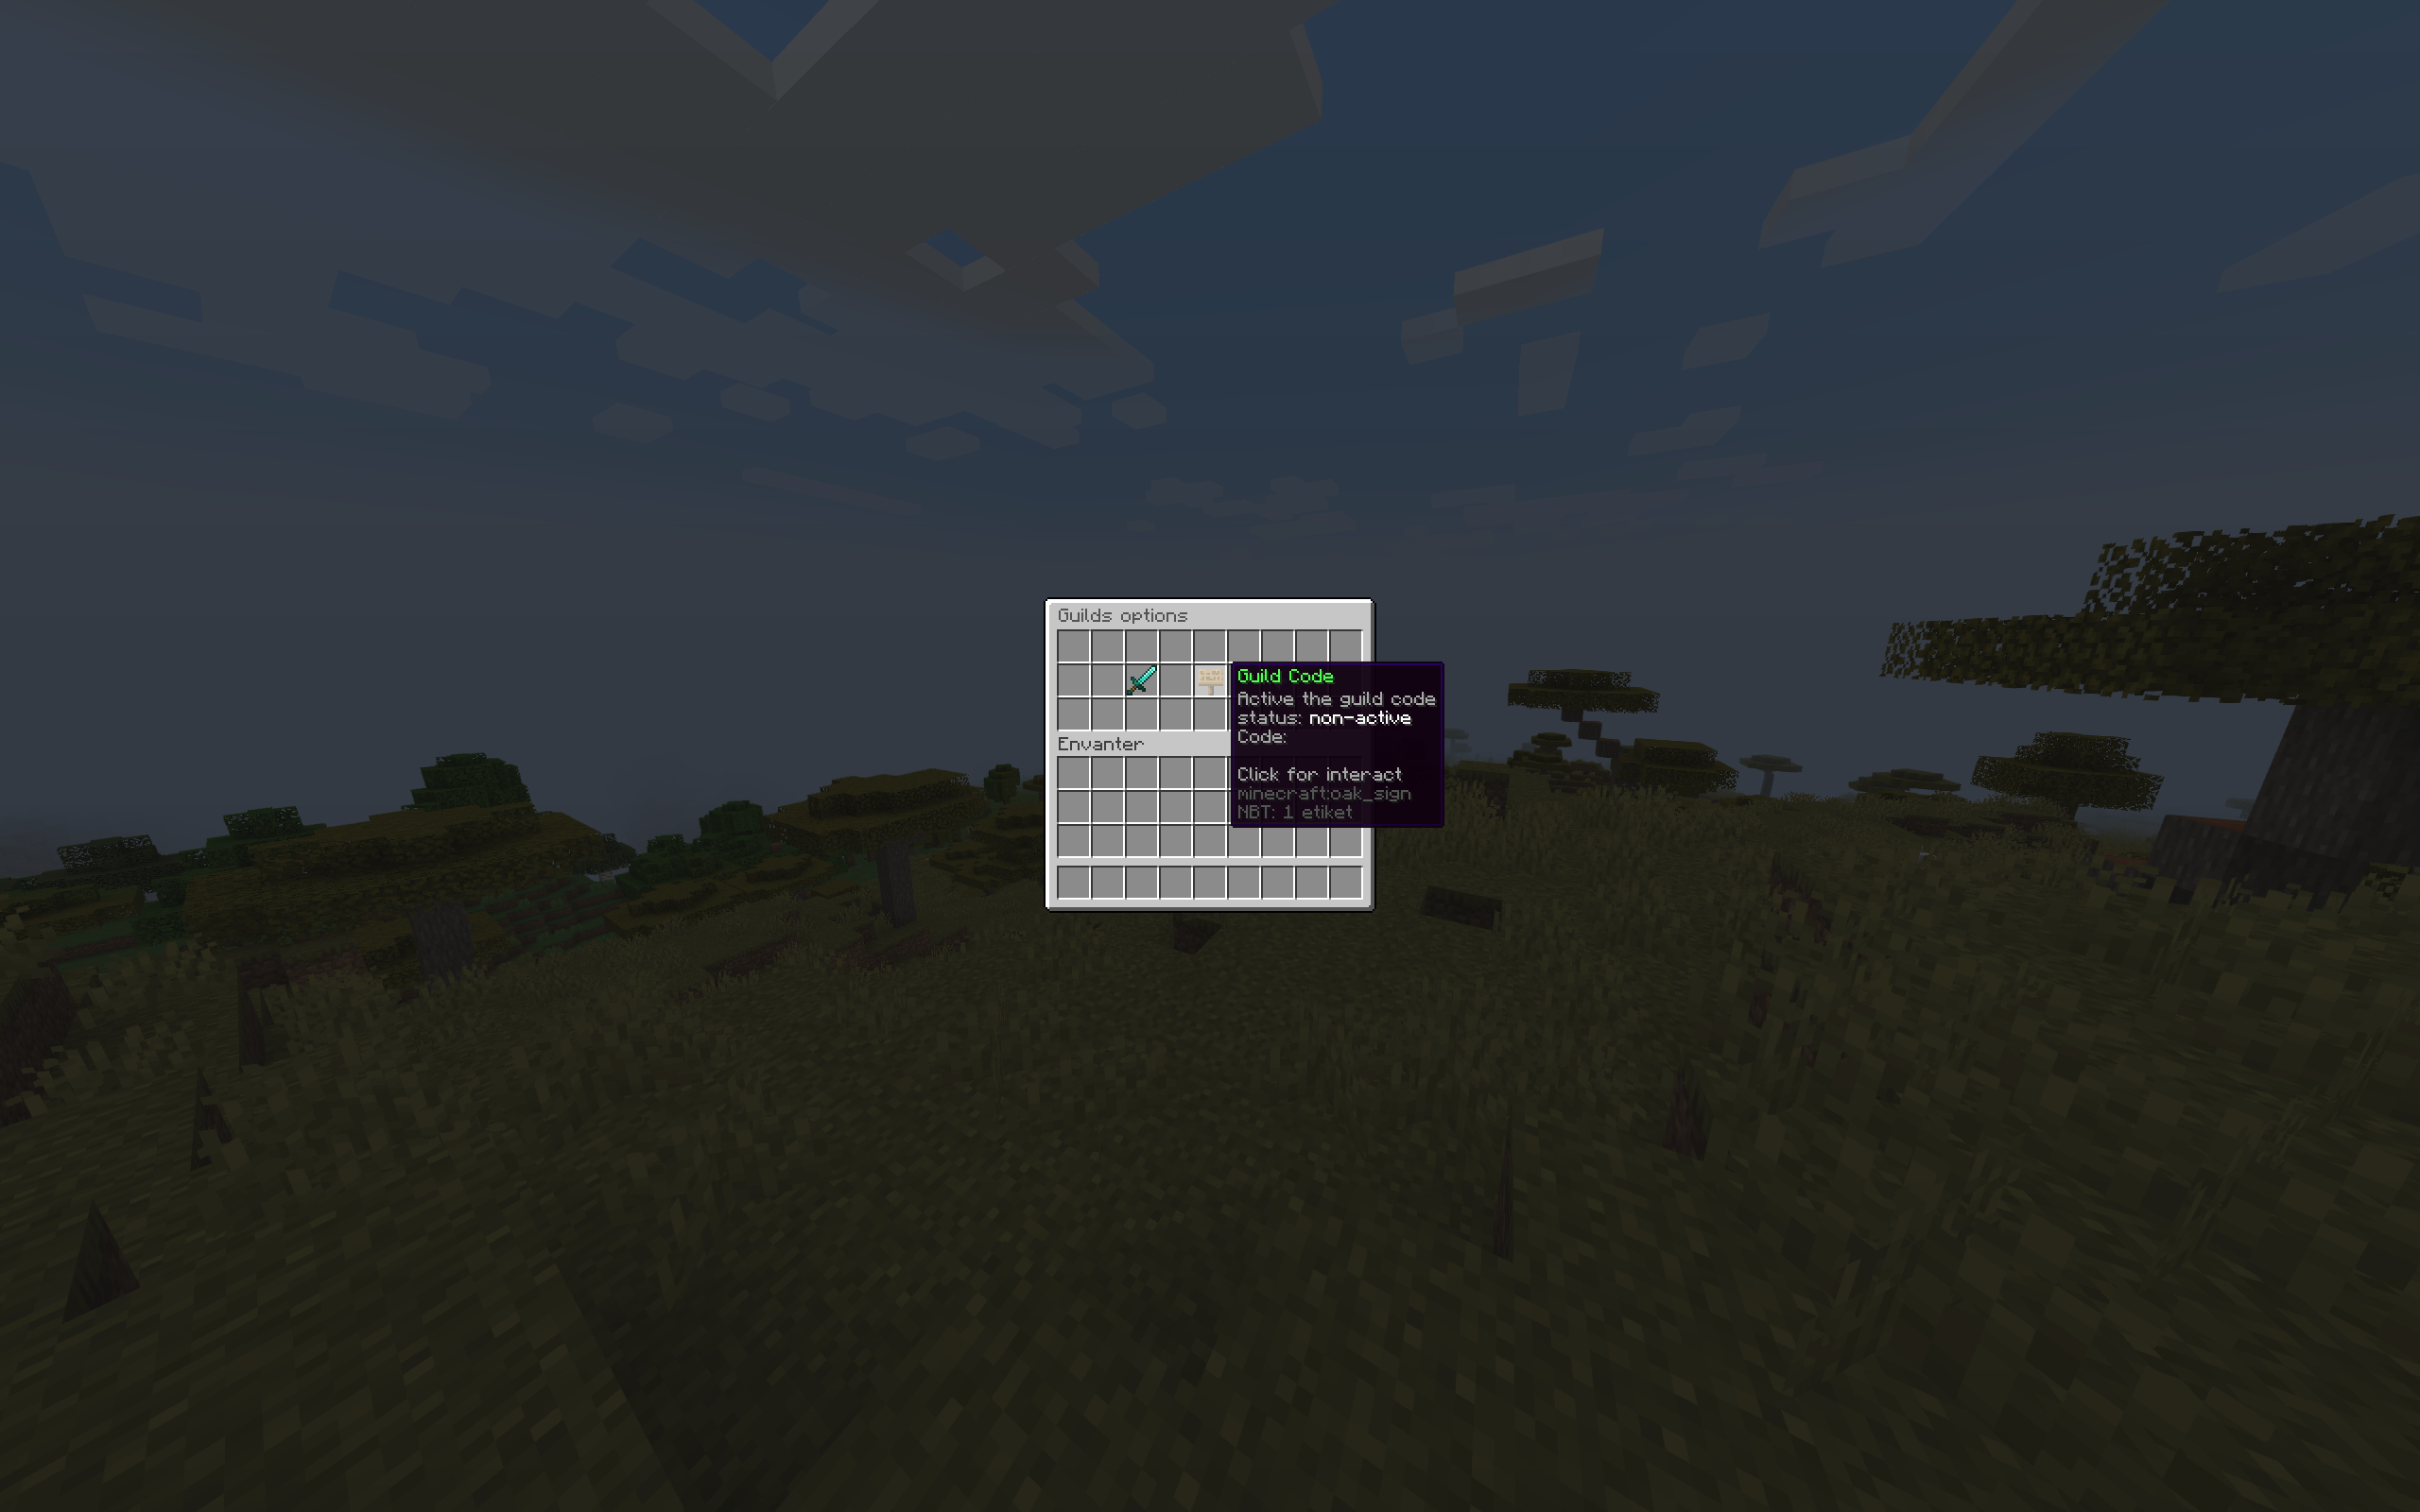 Guilds options
Guild Code
Active the guild code
status: non-active
Code:
Envanter
Click for interact
minecraft:oak_sign
NBT: 1 etiket